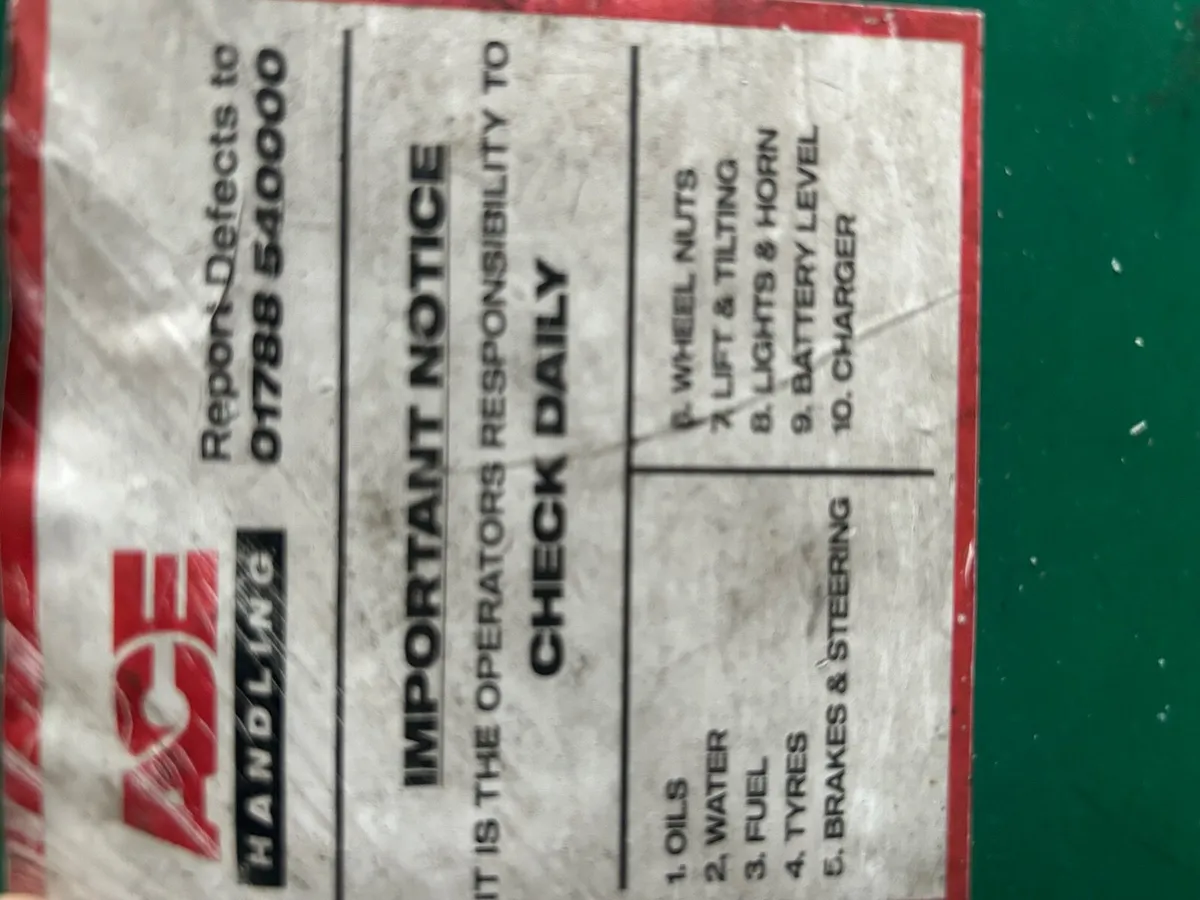 ACE
HANDLING
Report Defects to
01788 540000
IMPORTANT NOTICE
IT IS THE OPERATORS RESPONSIBILITY TO
CHECK DAILY
1. OILS
2. WATER
3. FUEL
4. TYRES
5. BRAKES & STEERING
6. WHEEL NUTS
7. LIFT & TILTING
8. LIGHTS & HORN
9. BATTERY LEVEL
10. CHARGER